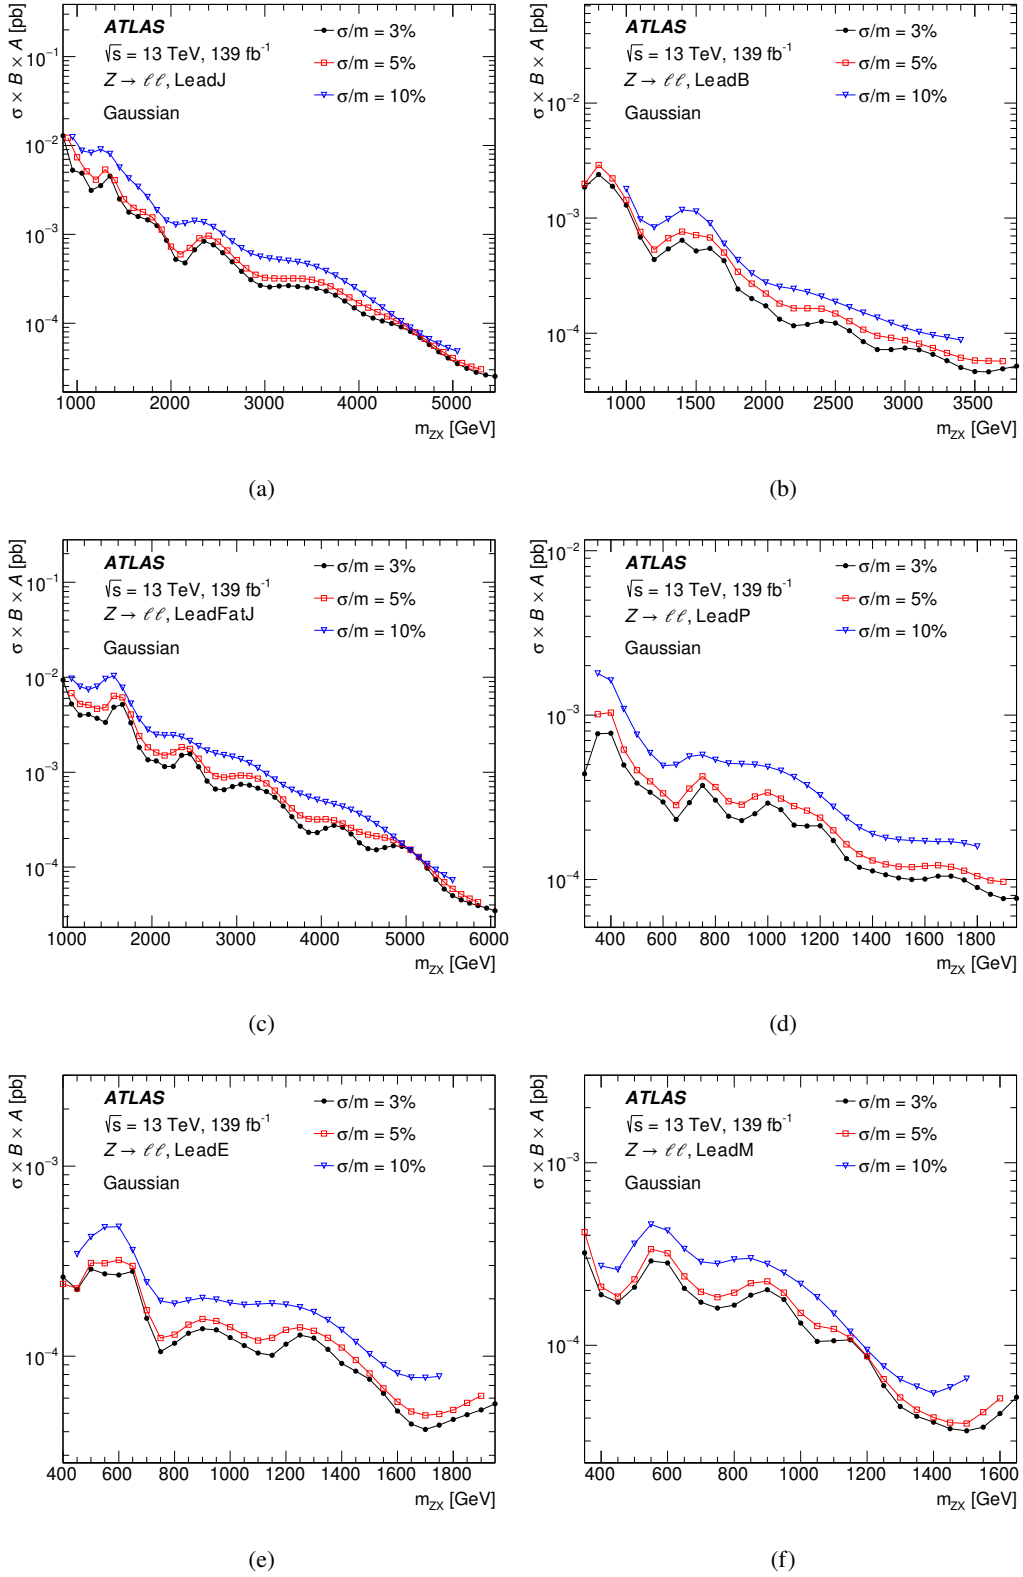 σ × B × A [pb]
ATLAS
√s = 13 TeV, 139 fb⁻¹
Z → ℓℓ, LeadJ
Gaussian
σ/m = 3%
σ/m = 5%
σ/m = 10%
10⁻¹
10⁻²
10⁻³
10⁻⁴
1000 2000 3000 4000 5000
m_ZX [GeV]
(a)
σ × B × A [pb]
ATLAS
√s = 13 TeV, 139 fb⁻¹
Z → ℓℓ, LeadB
Gaussian
σ/m = 3%
σ/m = 5%
σ/m = 10%
10⁻²
10⁻³
10⁻⁴
1000 1500 2000 2500 3000 3500
m_ZX [GeV]
(b)
σ × B × A [pb]
ATLAS
√s = 13 TeV, 139 fb⁻¹
Z → ℓℓ, LeadFatJ
Gaussian
σ/m = 3%
σ/m = 5%
σ/m = 10%
10⁻¹
10⁻²
10⁻³
10⁻⁴
1000 2000 3000 4000 5000 6000
m_ZX [GeV]
(c)
σ × B × A [pb]
ATLAS
√s = 13 TeV, 139 fb⁻¹
Z → ℓℓ, LeadP
Gaussian
σ/m = 3%
σ/m = 5%
σ/m = 10%
10⁻²
10⁻³
10⁻⁴
400 600 800 1000 1200 1400 1600 1800
m_ZX [GeV]
(d)
σ × B × A [pb]
ATLAS
√s = 13 TeV, 139 fb⁻¹
Z → ℓℓ, LeadE
Gaussian
σ/m = 3%
σ/m = 5%
σ/m = 10%
10⁻³
10⁻⁴
400 600 800 1000 1200 1400 1600 1800
m_ZX [GeV]
(e)
σ × B × A [pb]
ATLAS
√s = 13 TeV, 139 fb⁻¹
Z → ℓℓ, LeadM
Gaussian
σ/m = 3%
σ/m = 5%
σ/m = 10%
10⁻³
10⁻⁴
400 600 800 1000 1200 1400 1600
m_ZX [GeV]
(f)